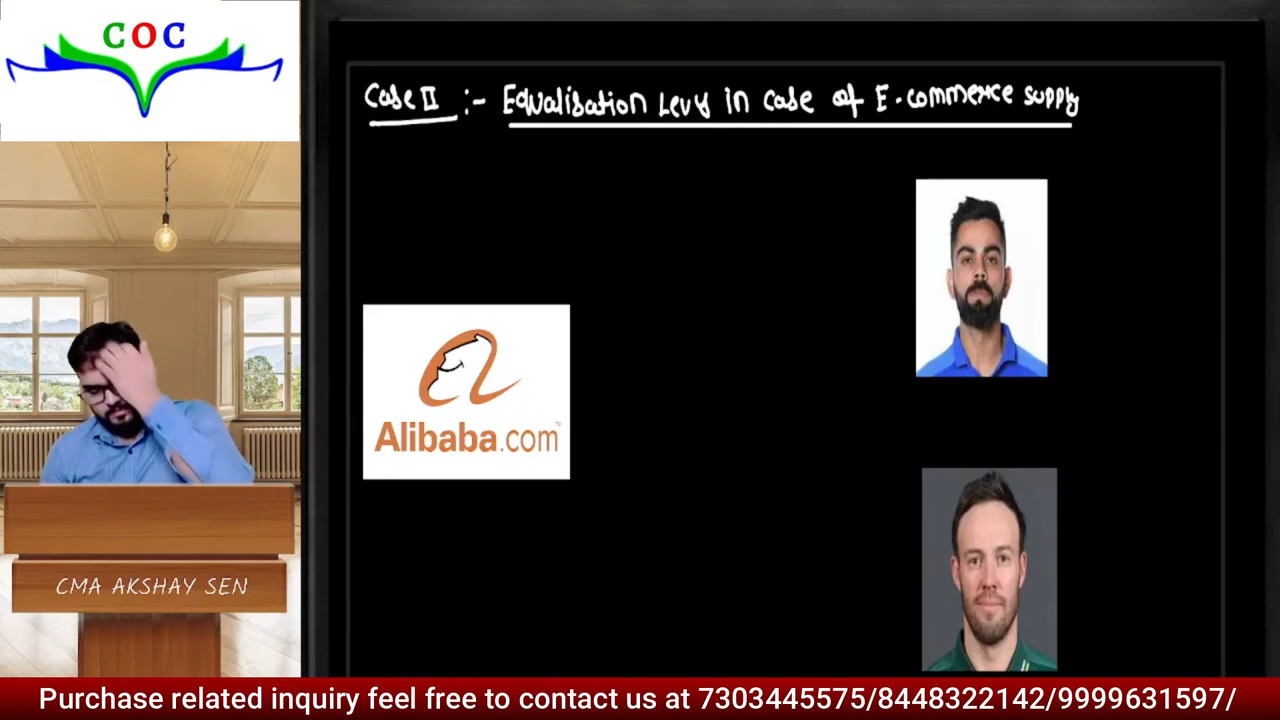 COC
Case II :- Equalisation Levy in case of E-commerce supply
Alibaba.com
CMA AKSHAY SEN
Purchase related inquiry feel free to contact us at 7303445575/8448322142/9999631597/